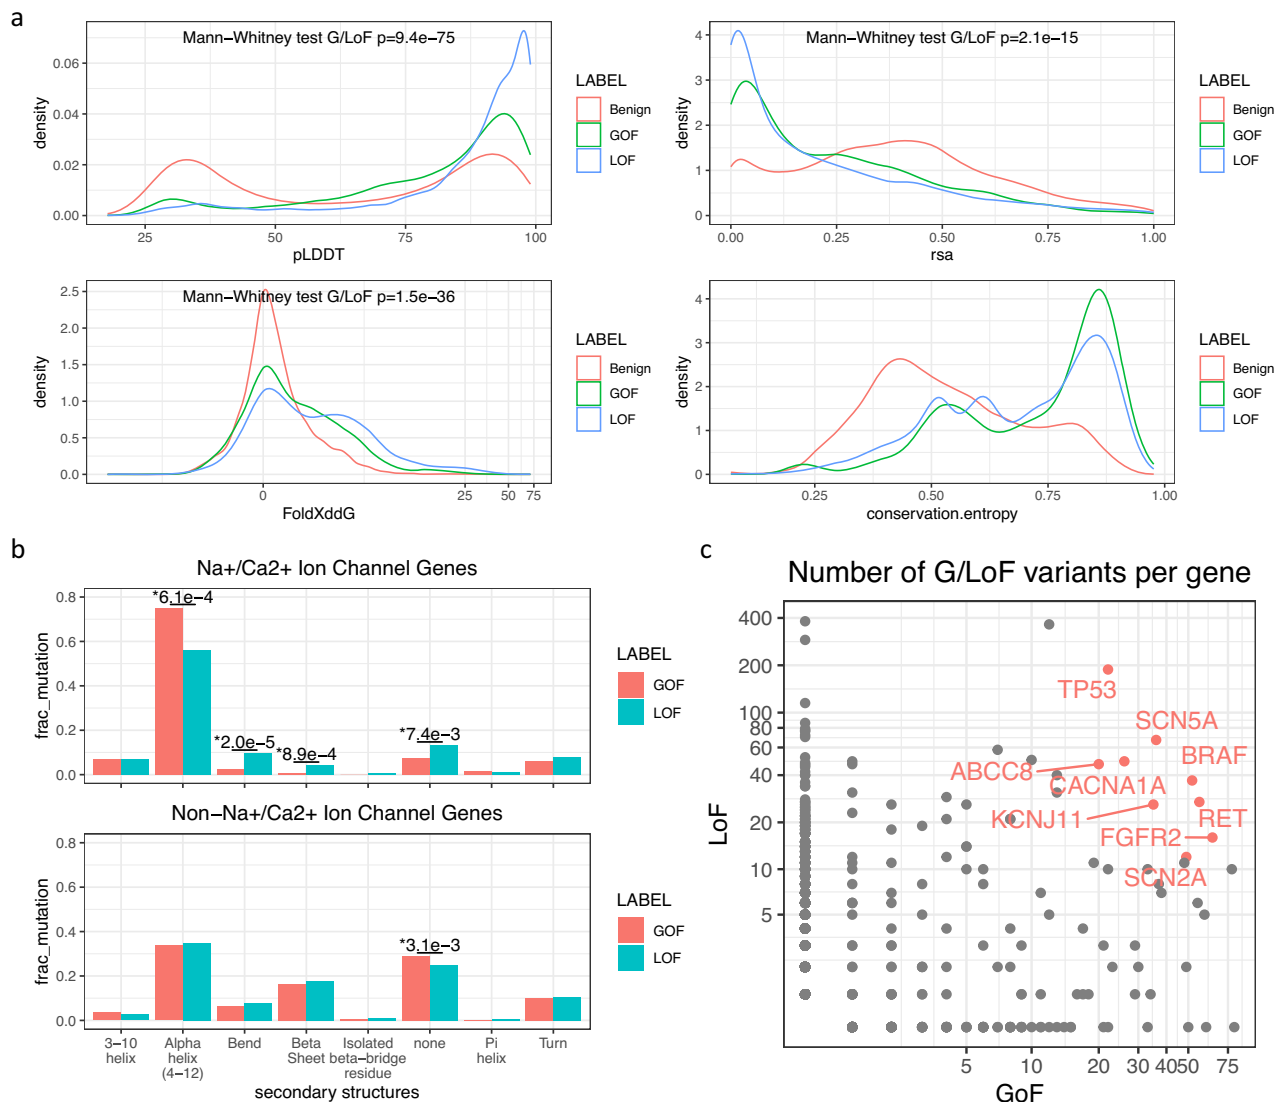 a
Mann−Whitney test G/LoF p=9.4e−75
density
0.06
0.04
0.02
0.00
25
50
75
100
pLDDT
LABEL
Benign
GOF
LOF
Mann−Whitney test G/LoF p=2.1e−15
density
4
3
2
1
0
0.00
0.25
0.50
0.75
1.00
rsa
LABEL
Benign
GOF
LOF
Mann−Whitney test G/LoF p=1.5e−36
density
2.5
2.0
1.5
1.0
0.5
0.0
0
25
50
75
FoldXddG
LABEL
Benign
GOF
LOF
density
4
3
2
1
0
0.25
0.50
0.75
1.00
conservation.entropy
LABEL
Benign
GOF
LOF
b
Na+/Ca2+ Ion Channel Genes
frac_mutation
0.8
0.6
0.4
0.2
0.0
*6.1e−4
*2.0e−5
*8.9e−4
*7.4e−3
LABEL
GOF
LOF
Non−Na+/Ca2+ Ion Channel Genes
frac_mutation
0.8
0.6
0.4
0.2
0.0
*3.1e−3
LABEL
GOF
LOF
3−10
helix
Alpha
helix
(4−12)
Bend
Beta
Sheet
Isolated
beta−bridge
residue
none
Pi
helix
Turn
secondary structures
c
Number of G/LoF variants per gene
LoF
400
200
100
80
60
40
20
10
5
TP53
SCN5A
BRAF
ABCC8
CACNA1A
KCNJ11
RET
FGFR2
SCN2A
5
10
20
30
40
50
75
GoF